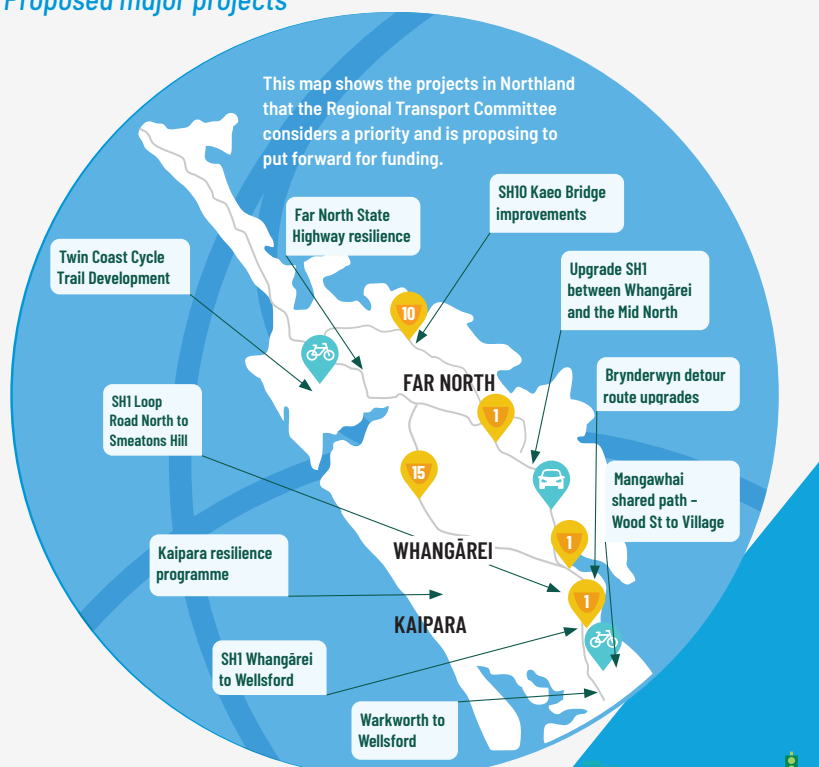 Proposed major projects
This map shows the projects in Northland
that the Regional Transport Committee
considers a priority and is proposing to
put forward for funding.
SH10 Kaeo Bridge
improvements
Far North State
Highway resilience
Twin Coast Cycle
Trail Development
Upgrade SH1
between Whangārei
and the Mid North
10
FAR NORTH
Brynderwyn detour
route upgrades
SH1 Loop
Road North to
Smeatons Hill
1
15
Mangawhai
shared path –
Wood St to Village
Kaipara resilience
programme
WHANGĀREI
1
1
KAIPARA
SH1 Whangārei
to Wellsford
Warkworth to
Wellsford